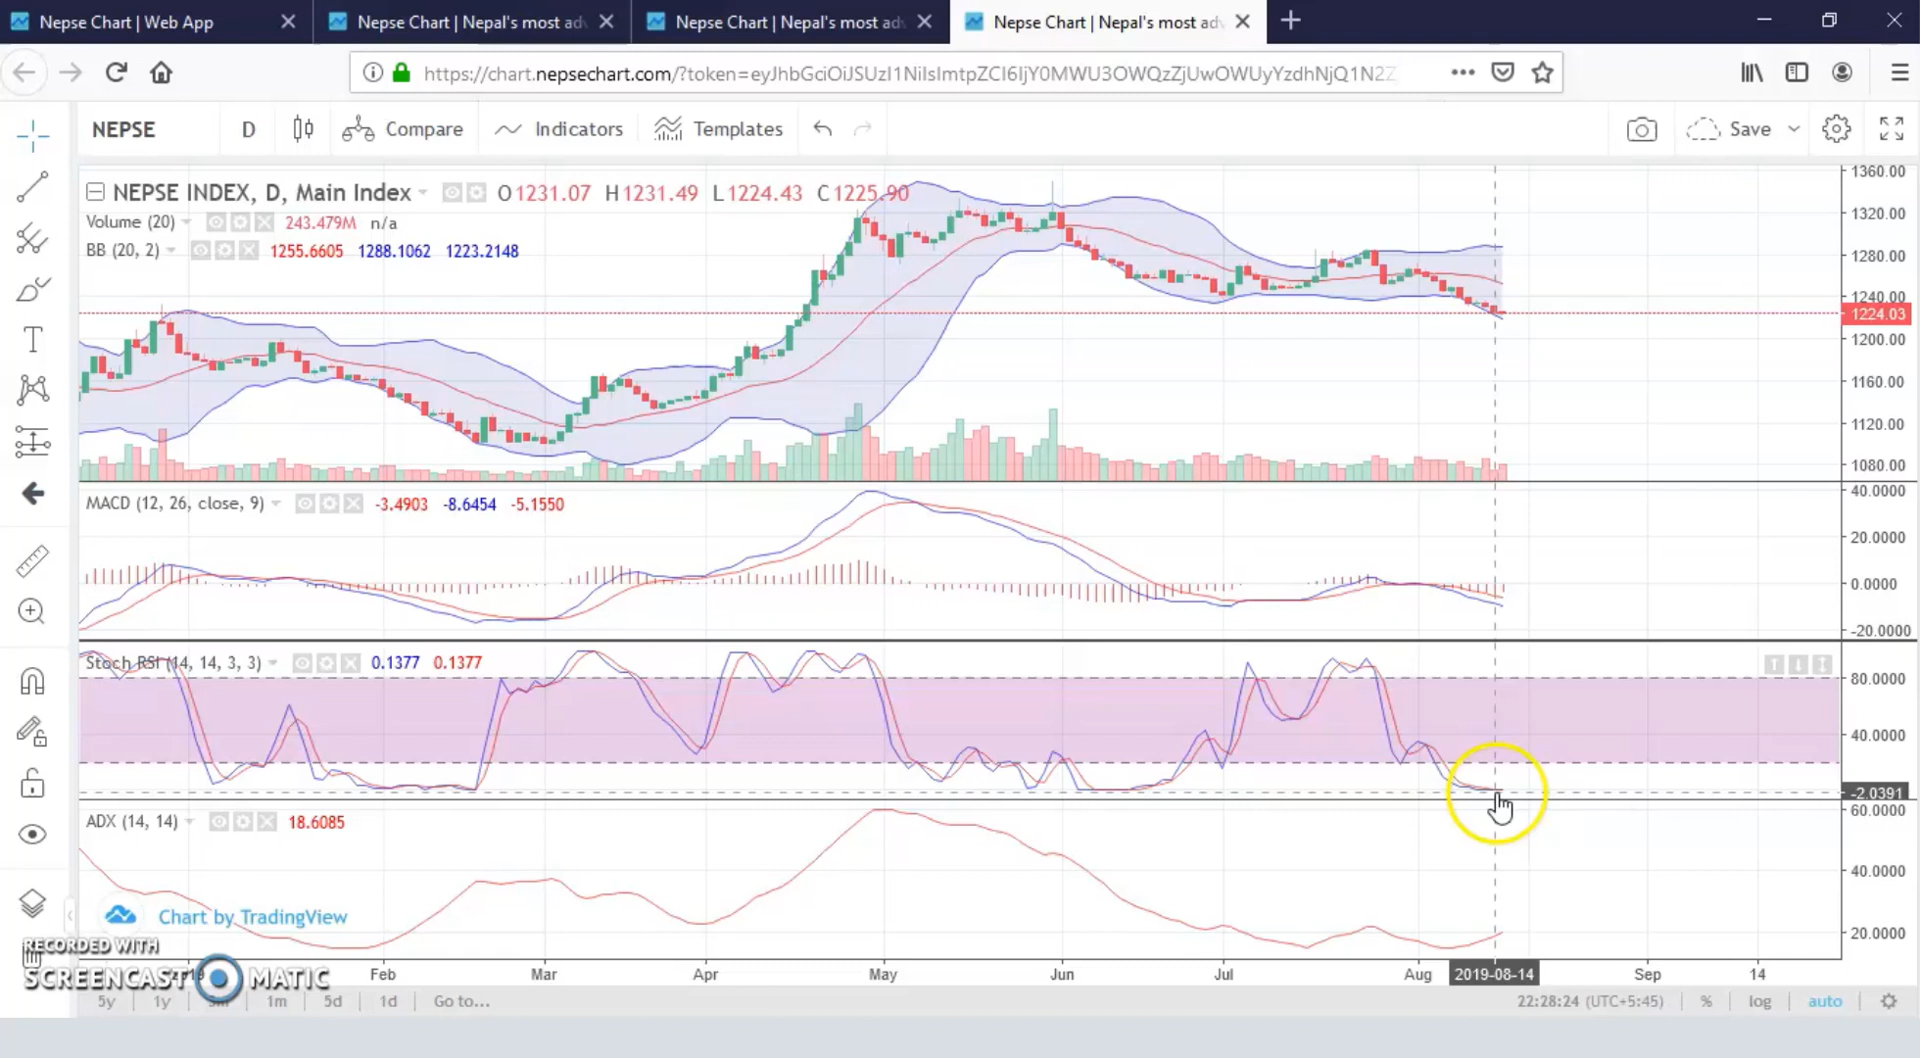 Nepse Chart | Web App
Nepse Chart | Nepal's most adv
Nepse Chart | Nepal's most adv
Nepse Chart | Nepal's most adv
https://chart.nepsechart.com/?token=eyJhbGciOiJSUzI1NiIsImtpZCI6IjY0MWU3OWQzZjUwOWUyYzdhNjQ1N2Z
NEPSE D Compare Indicators Templates Save
NEPSE INDEX, D, Main Index O1231.07 H1231.49 L1224.43 C1225.90
Volume (20) 243.479M n/a
BB (20, 2) 1255.6605 1288.1062 1223.2148
1360.00
1320.00
1280.00
1240.00
1224.03
1200.00
1160.00
1120.00
1080.00
MACD (12, 26, close, 9) -3.4903 -8.6454 -5.1550
40.0000
20.0000
0.0000
-20.0000
Stoch RSI (14, 14, 3, 3) 0.1377 0.1377
80.0000
40.0000
-2.0391
60.0000
ADX (14, 14) 18.6085
40.0000
20.0000
Chart by TradingView
RECORDED WITH
SCREENCAST MATIC
Feb Mar Apr May Jun Jul Aug 2019-08-14 Sep 14
5y 1y 1m 5d 1d Go to... 22:28:24 (UTC+5:45) % log auto